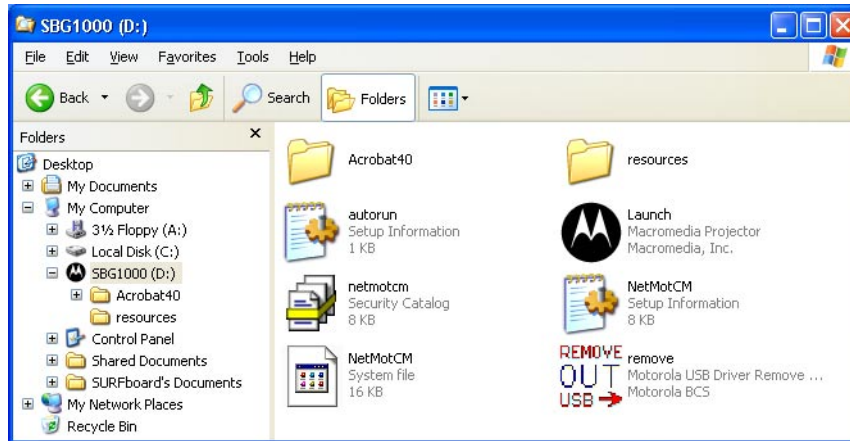 SBG1000 (D:)
File Edit View Favorites Tools Help
Back Search Folders
Folders
Desktop
My Documents
My Computer
3½ Floppy (A:)
Local Disk (C:)
SBG1000 (D:)
Acrobat40
resources
Control Panel
Shared Documents
SURFboard's Documents
My Network Places
Recycle Bin
Acrobat40
resources
autorun
Setup Information
1 KB
Launch
Macromedia Projector
Macromedia, Inc.
netmotcm
Security Catalog
8 KB
NetMotCM
Setup Information
8 KB
NetMotCM
System file
16 KB
REMOVE
OUT
USB
remove
Motorola USB Driver Remove ...
Motorola BCS